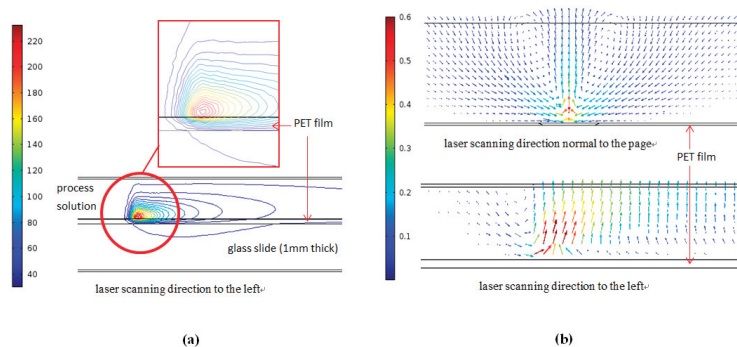 220
200
180
160
140
120
100
80
60
40
PET film
process
solution
glass slide (1mm thick)
laser scanning direction to the left↵
(a)
0.6
0.5
0.4
0.3
0.2
0.1
laser scanning direction normal to the page↵
PET film
laser scanning direction to the left↵
(b)